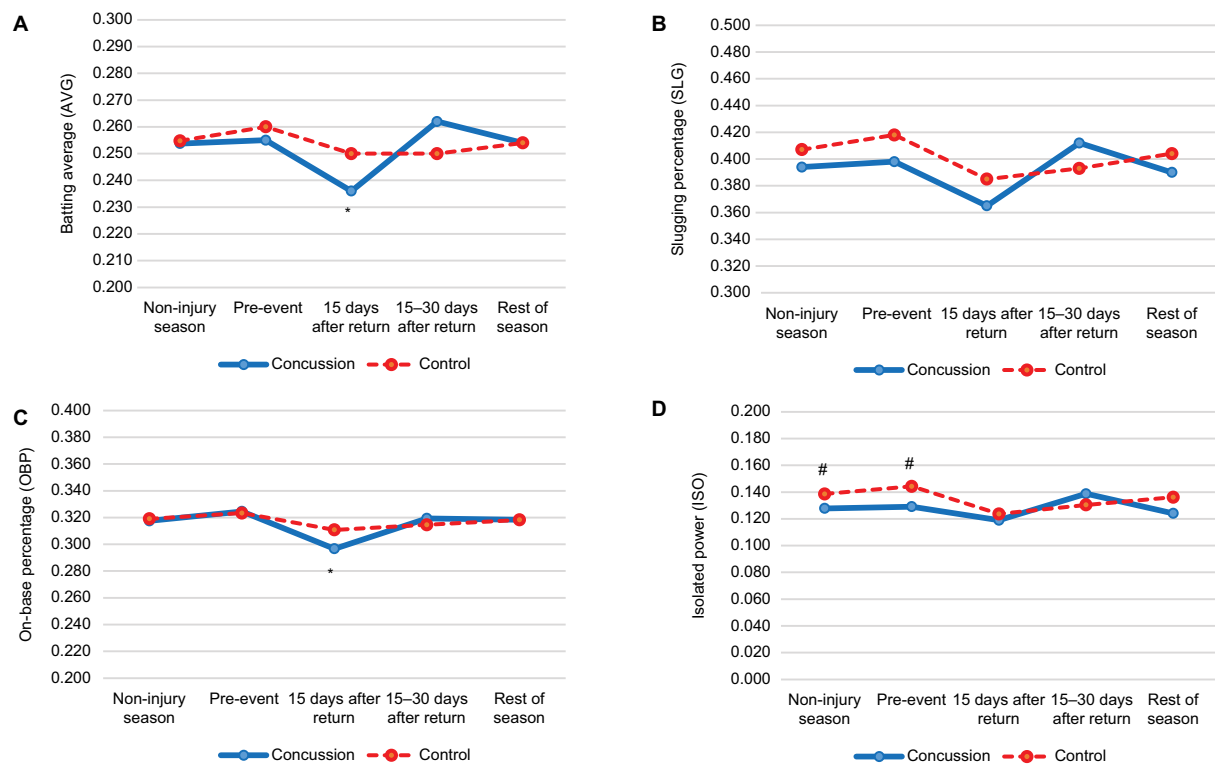 A
Batting average (AVG)
0.300
0.290
0.280
0.270
0.260
0.250
0.240
0.230
0.220
0.210
0.200
*
Non-injury
season
Pre-event
15 days
after return
15–30 days
after return
Rest of
season
Concussion
Control
B
Slugging percentage (SLG)
0.500
0.480
0.460
0.440
0.420
0.400
0.380
0.360
0.340
0.320
0.300
Non-injury
season
Pre-event
15 days after
return
15–30 days
after return
Rest of
season
Concussion
Control
C
On-base percentage (OBP)
0.400
0.380
0.360
0.340
0.320
0.300
0.280
0.260
0.240
0.220
0.200
*
Non-injury
season
Pre-event
15 days after
return
15–30 days
after return
Rest of
season
Concussion
Control
D
Isolated power (ISO)
0.200
0.180
0.160
0.140
0.120
0.100
0.080
0.060
0.040
0.020
0.000
#
#
Non-injury
season
Pre-event
15 days after
return
15–30 days
after return
Rest of
season
Concussion
Control